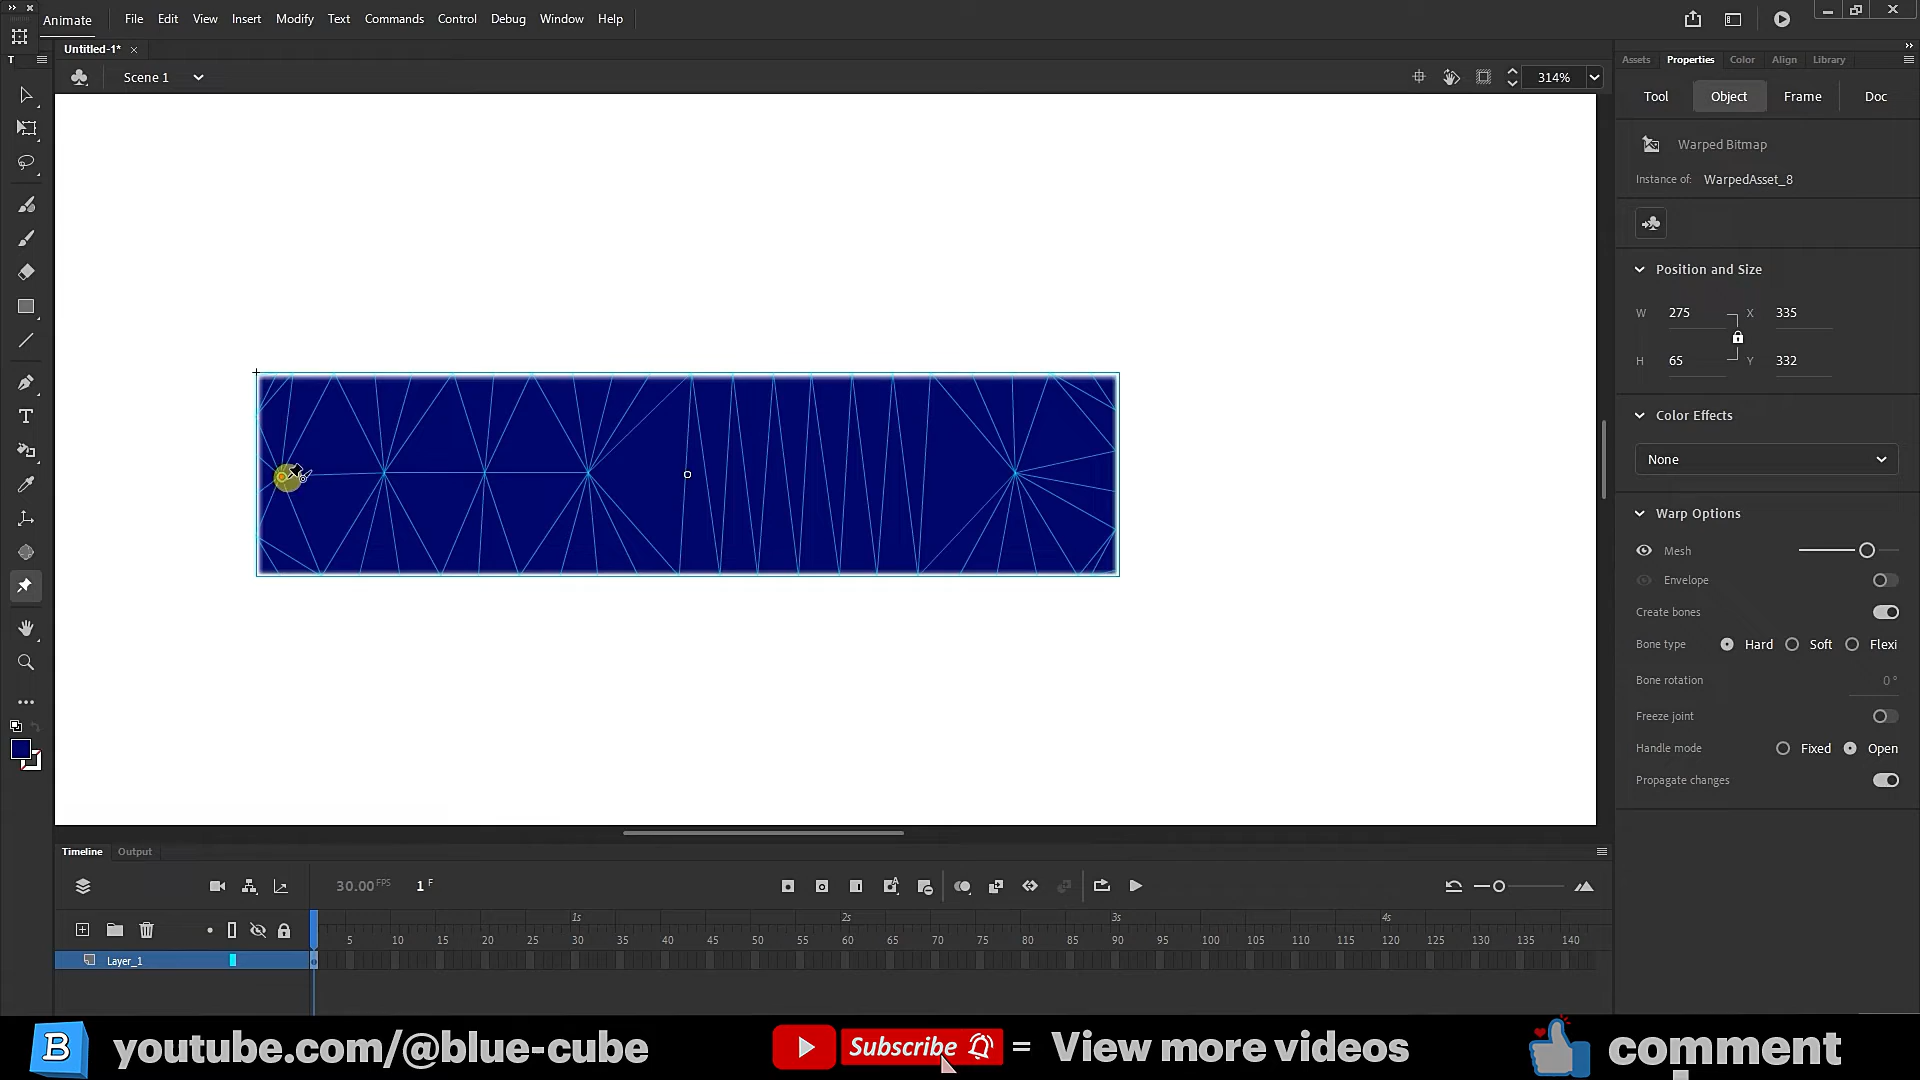 Animate File Edit View Insert Modify Text Commands Control Debug Window Help
Untitled-1*
Scene 1
314%
Assets Properties Color Align Library
Tool Object Frame Doc
Warped Bitmap
Instance of: WarpedAsset_8
Position and Size
W 275 X 335
H 65 Y 332
Color Effects
None
Warp Options
Mesh
Envelope
Create bones
Bone type Hard Soft Flexi
Bone rotation 0°
Freeze joint
Handle mode Fixed Open
Propagate changes
Timeline Output
30.00 FPS 1 F
1s 2s 3s 4s
5 10 15 20 25 30 35 40 45 50 55 60 65 70 75 80 85 90 95 100 105 110 115 120 125 130 135 140
Layer_1
B youtube.com/@blue-cube Subscribe = View more videos comment